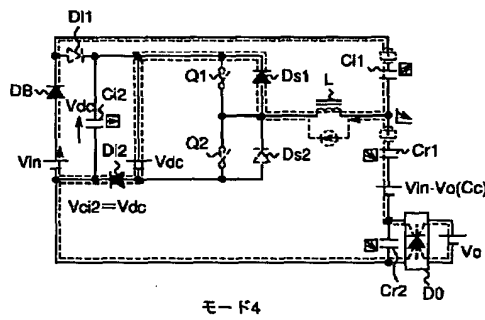 Di1
Q1
Ds1
Ci1
DB
Vdc
Ci2
L
Q2
Ds2
Cr1
Vin
Di2
Vdc
Vin-Vo(Cc)
Vci2=Vdc
Vo
Cr2
D0
モード4